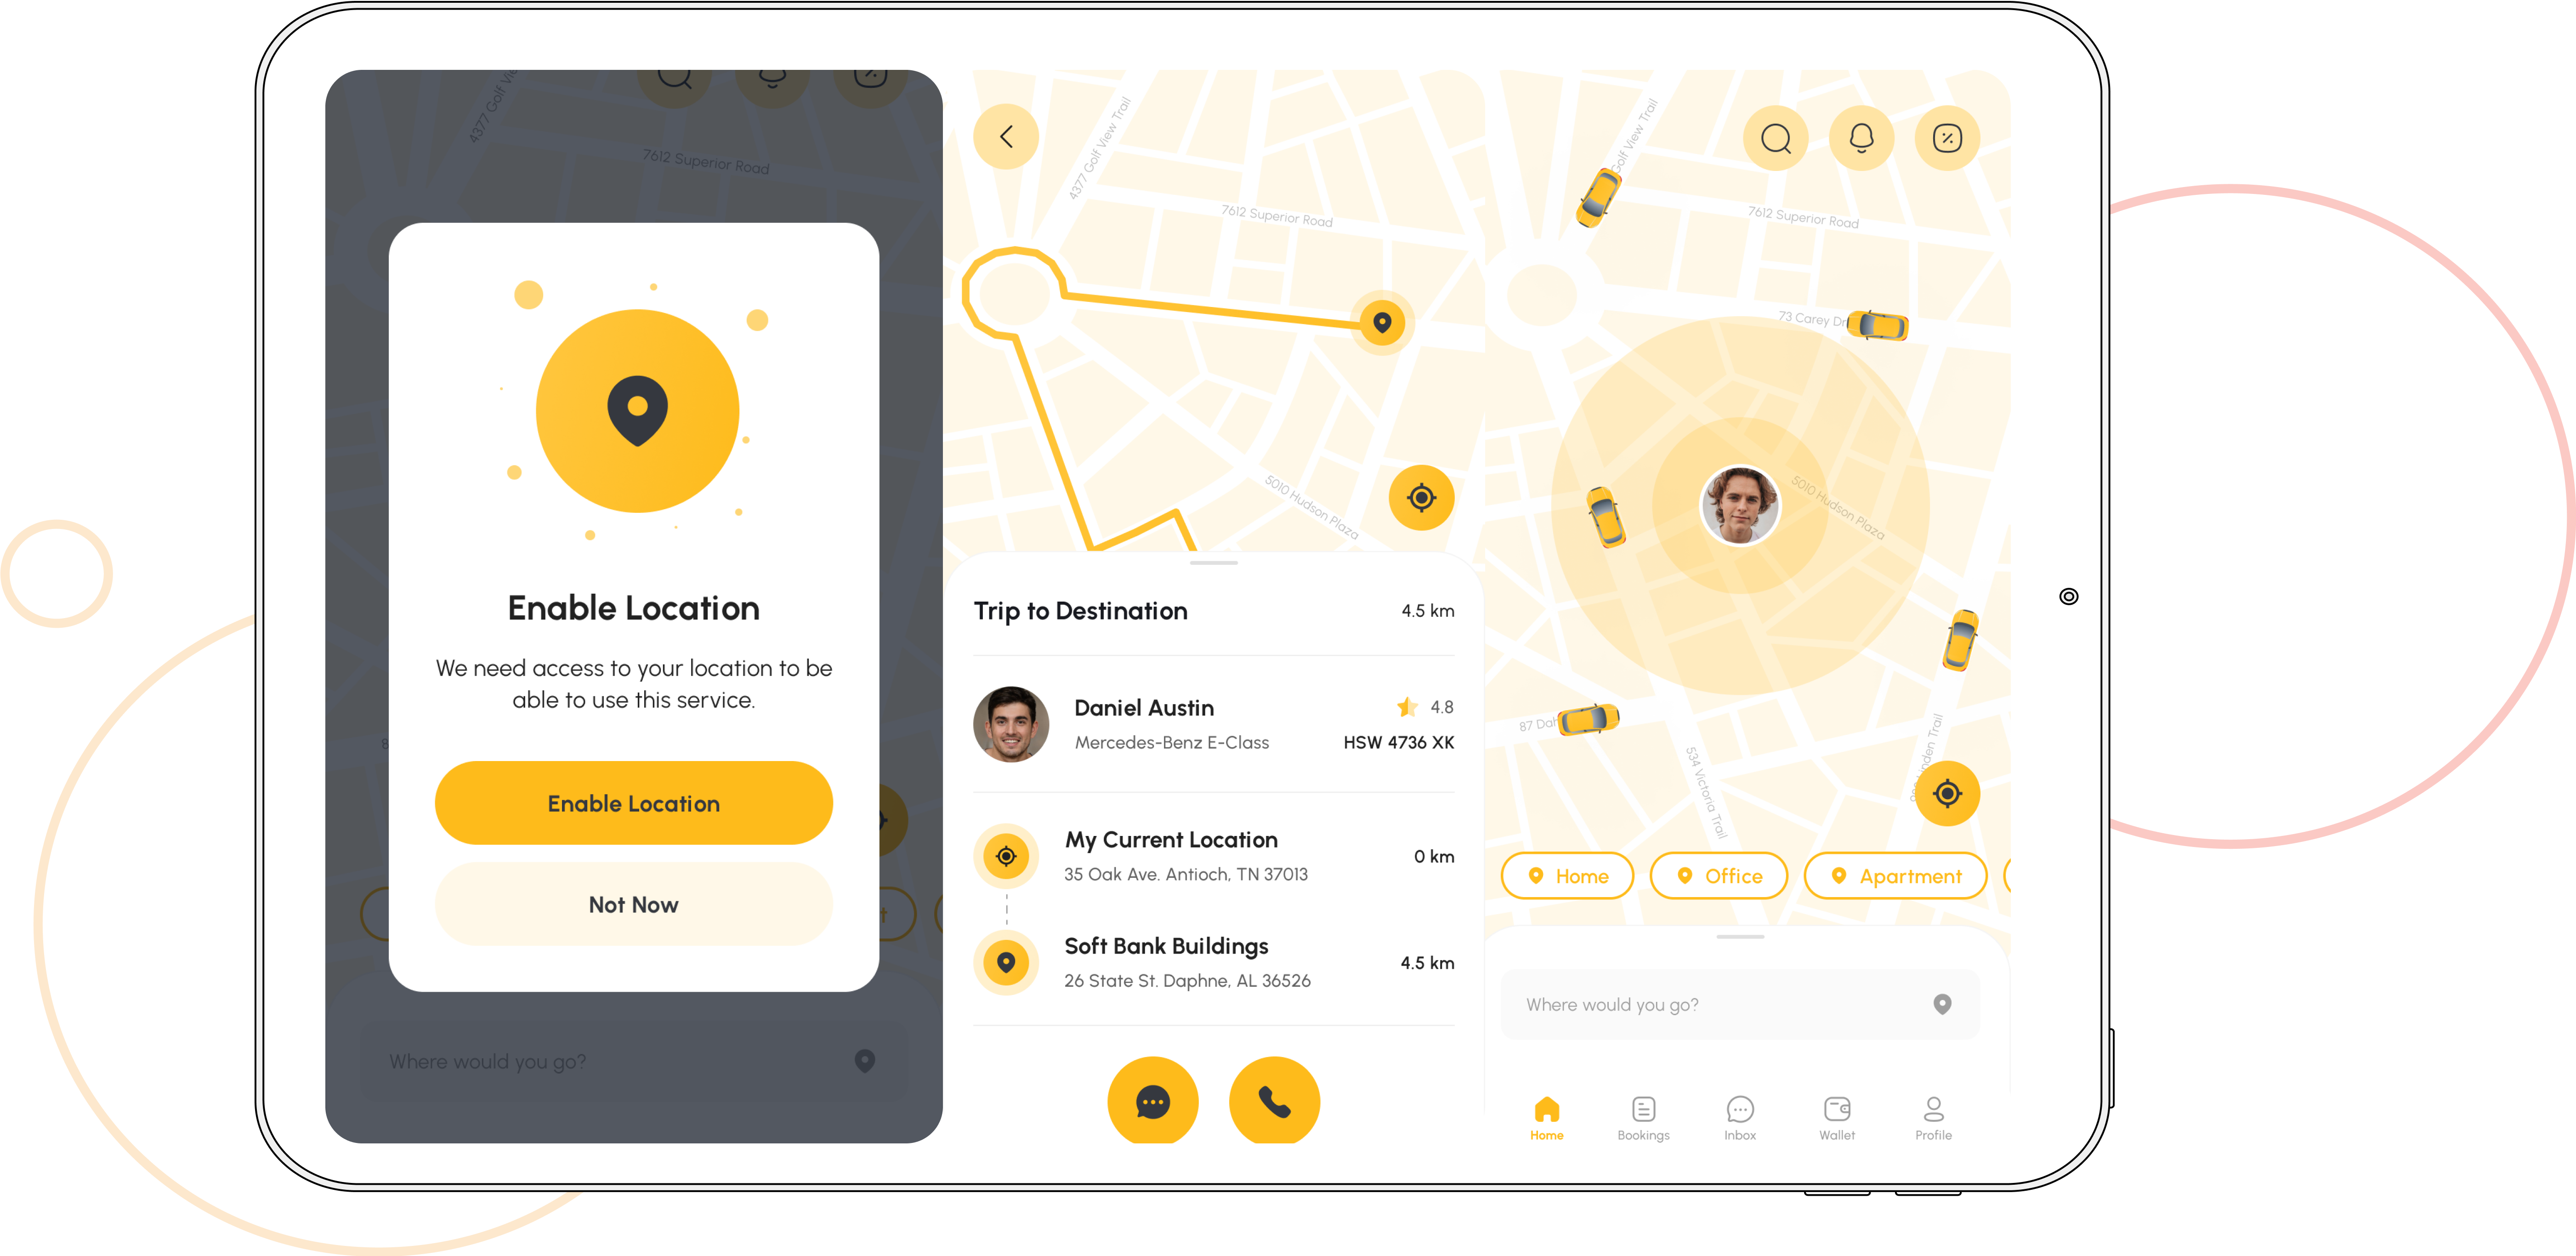 4377 Golf Vie
7612 Superior Road
Enable Location
We need access to your location to be
able to use this service.
Enable Location
Not Now
8
t
Where would you go?
4377 Golf View Trail
7612 Superior Road
5010 Hudson Plaza
Trip to Destination
4.5 km
Daniel Austin
4.8
Mercedes-Benz E-Class
HSW 4736 XK
My Current Location
35 Oak Ave. Antioch, TN 37013
0 km
Soft Bank Buildings
26 State St. Daphne, AL 36526
4.5 km
Golf View Trail
7612 Superior Road
73 Carey Dr
5010 Hudson Plaza
87 Dah
534 Victoria Trail
nden Trail
Home
Office
Apartment
Where would you go?
Home
Bookings
Inbox
Wallet
Profile